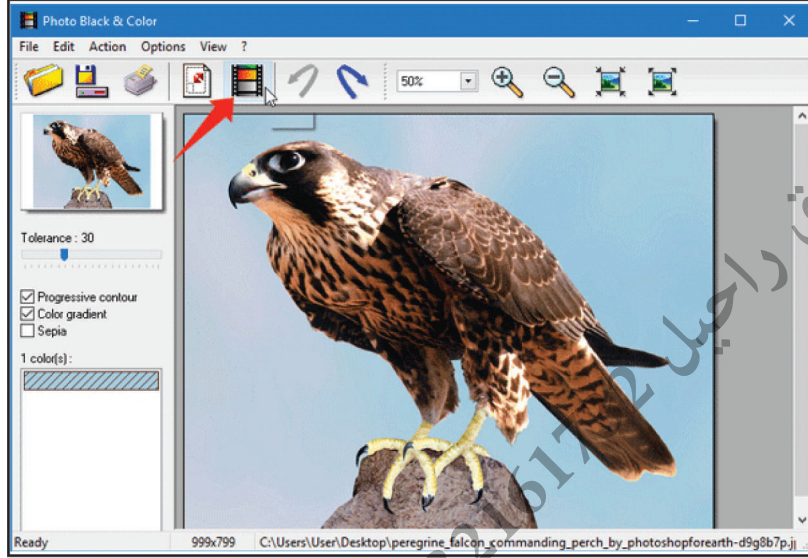 Photo Black & Color
File Edit Action Options View ?
50%
Tolerance : 30
Progressive contour
Color gradient
Sepia
1 color(s) :
Ready 999x799 C:\Users\User\Desktop\peregrine_falcon_commanding_perch_by_photoshopforearth-d9g8b7p.j
راحيل